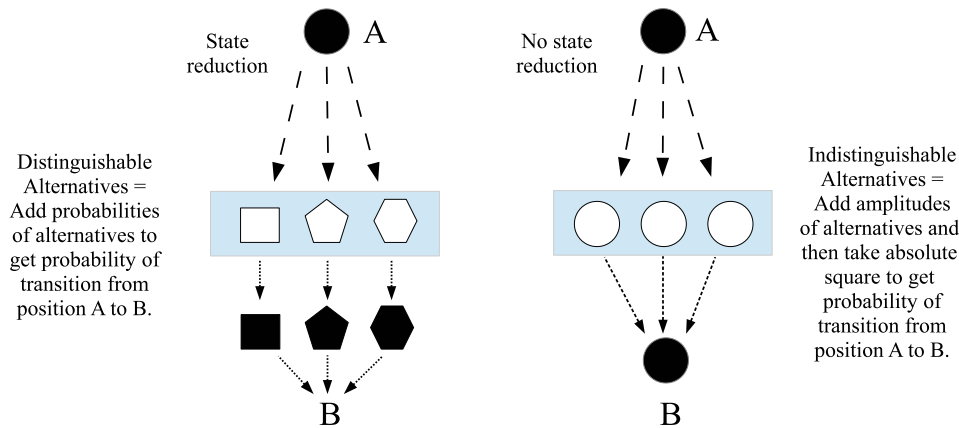 State
reduction
A
Distinguishable
Alternatives =
Add probabilities
of alternatives to
get probability of
transition from
position A to B.
B
No state
reduction
A
Indistinguishable
Alternatives =
Add amplitudes
of alternatives and
then take absolute
square to get
probability of
transition from
position A to B.
B